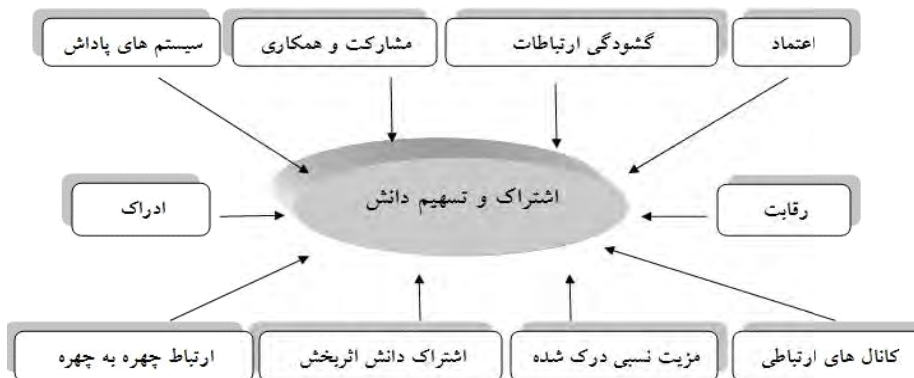 اعتماد
گشودگی ارتباطات
مشارکت و همکاری
سیستم های پاداش
اشتراک و تسهیم دانش
رقابت
ادراک
کانال های ارتباطی
مزیت نسبی درک شده
اشتراک دانش اثربخش
ارتباط چهره به چهره